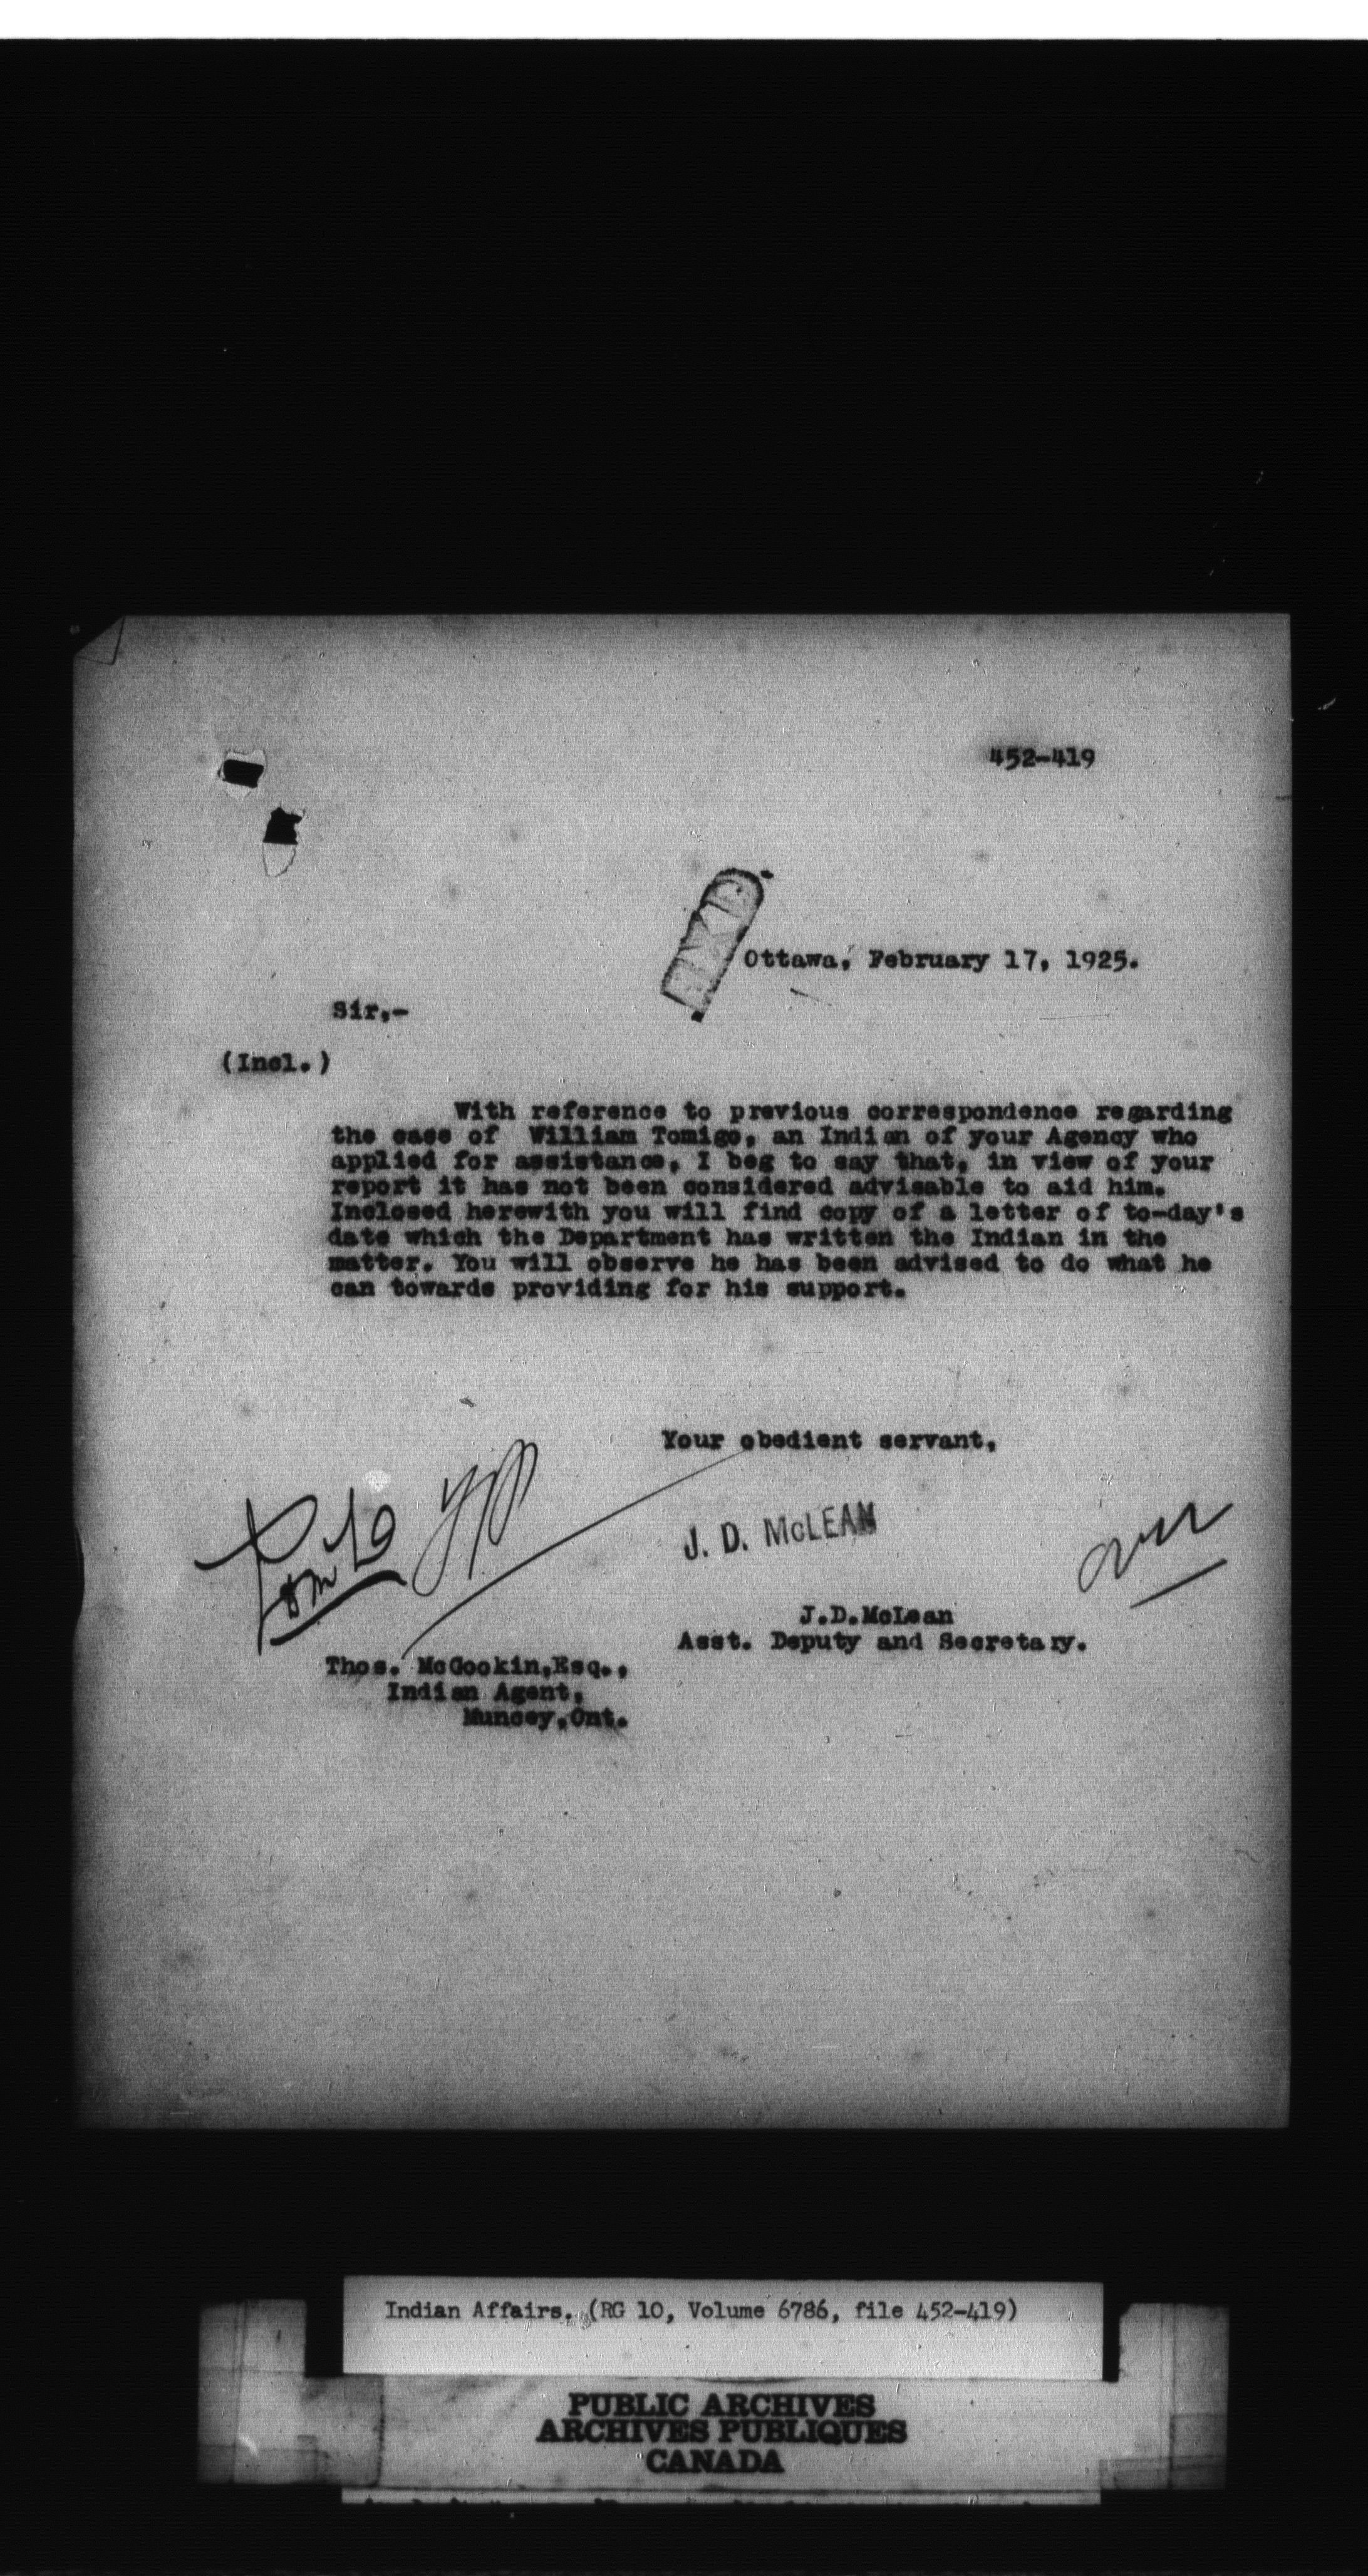 452-419
Ottawa, February 17, 1925.
Sir,-
(Incl.)
With reference to previous correspondence regarding
the case of William Tomigo, an Indian of your Agency who
applied for assistance, I beg to say that, in view of your
report it has not been considered advisable to aid him.
Inclosed herewith you will find copy of a letter of to-day's
date which the Department has written the Indian in the
matter. You will observe he has been advised to do what he
can towards providing for his support.
Your obedient servant,
J. D. McLEAN
J.D.McLean
Asst. Deputy and Secretary.
Thos. McGookin,Esq.,
Indian Agent,
Muncey,Ont.
Indian Affairs. (RG 10, Volume 6786, file 452-419)
PUBLIC ARCHIVES
ARCHIVES PUBLIQUES
CANADA